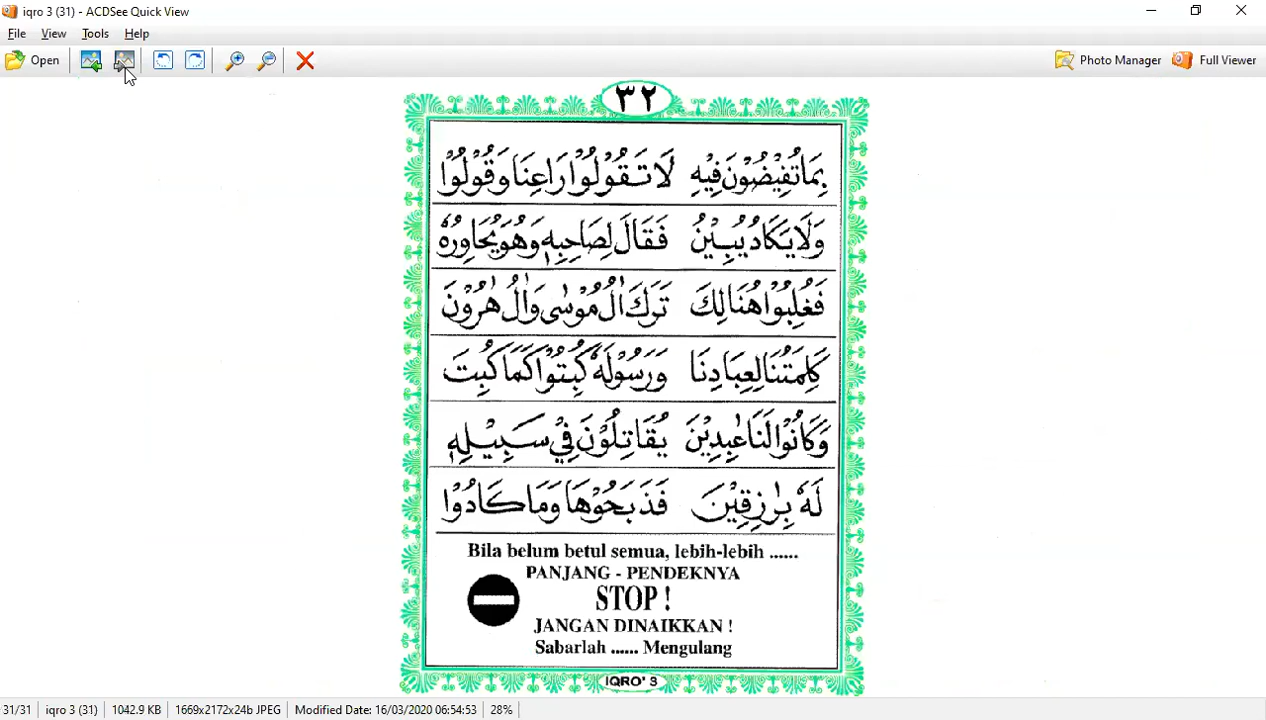 iqro 3 (31) - ACDSee Quick View
File View Tools Help
Open Photo Manager Full Viewer
٣٢
بِمَا تُفِيْضُوْنَ فِيْهِ لَا تَقُوْلُوْا رَاعِنَا وَقُوْلُوْا
وَلَا يَكَادُ يُبِيْنُ فَقَالَ لِصَاحِبِهٖ وَهُوَ يُحَاوِرُهٗ
فَغُلِبُوْا هُنَالِكَ تَرَكَ اٰلُ مُوْسٰى وَاٰلُ هٰرُوْنَ
كَلِمَتُنَا لِعِبَادِنَا وَرَسُوْلَهٗ كُبِتُوْا كَمَا كُبِتَ
وَكَانُوْا لَنَا عٰبِدِيْنَ يُقَاتِلُوْنَ فِيْ سَبِيْلِهٖ
لَهٗ بِرٰزِقِيْنَ فَذَبَحُوْهَا وَمَا كَادُوْا
Bila belum betul semua, lebih-lebih ......
PANJANG - PENDEKNYA
STOP !
JANGAN DINAIKKAN !
Sabarlah ...... Mengulang
IQRO' 3
31/31 iqro 3 (31) 1042.9 KB 1669x2172x24b JPEG Modified Date: 16/03/2020 06:54:53 28%